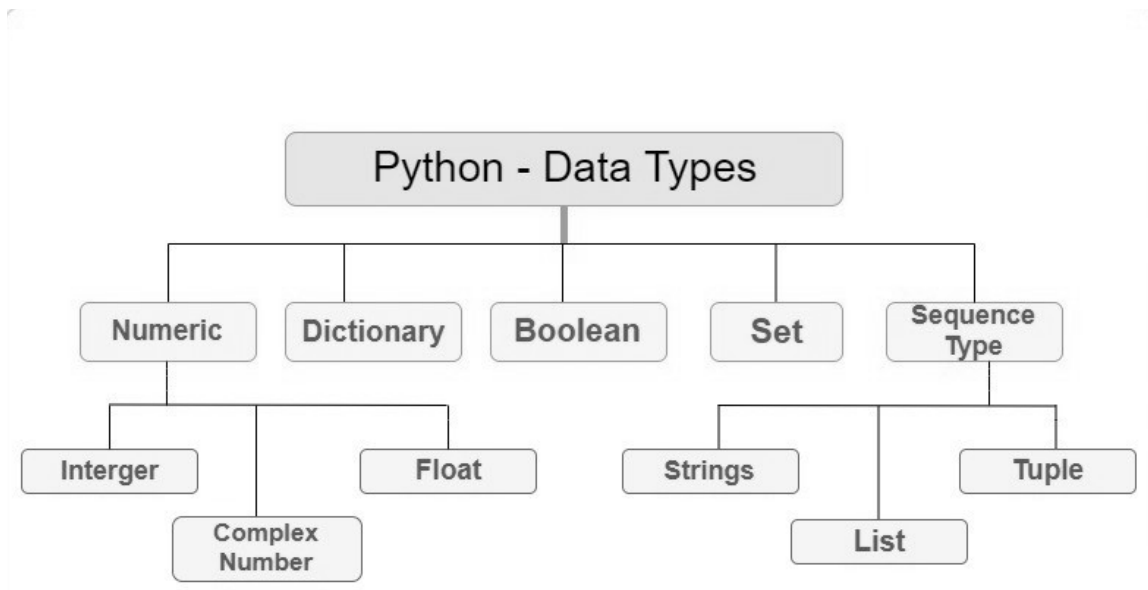 Python - Data Types
Numeric
Dictionary
Boolean
Set
Sequence
Type
Interger
Float
Strings
Tuple
Complex
Number
List